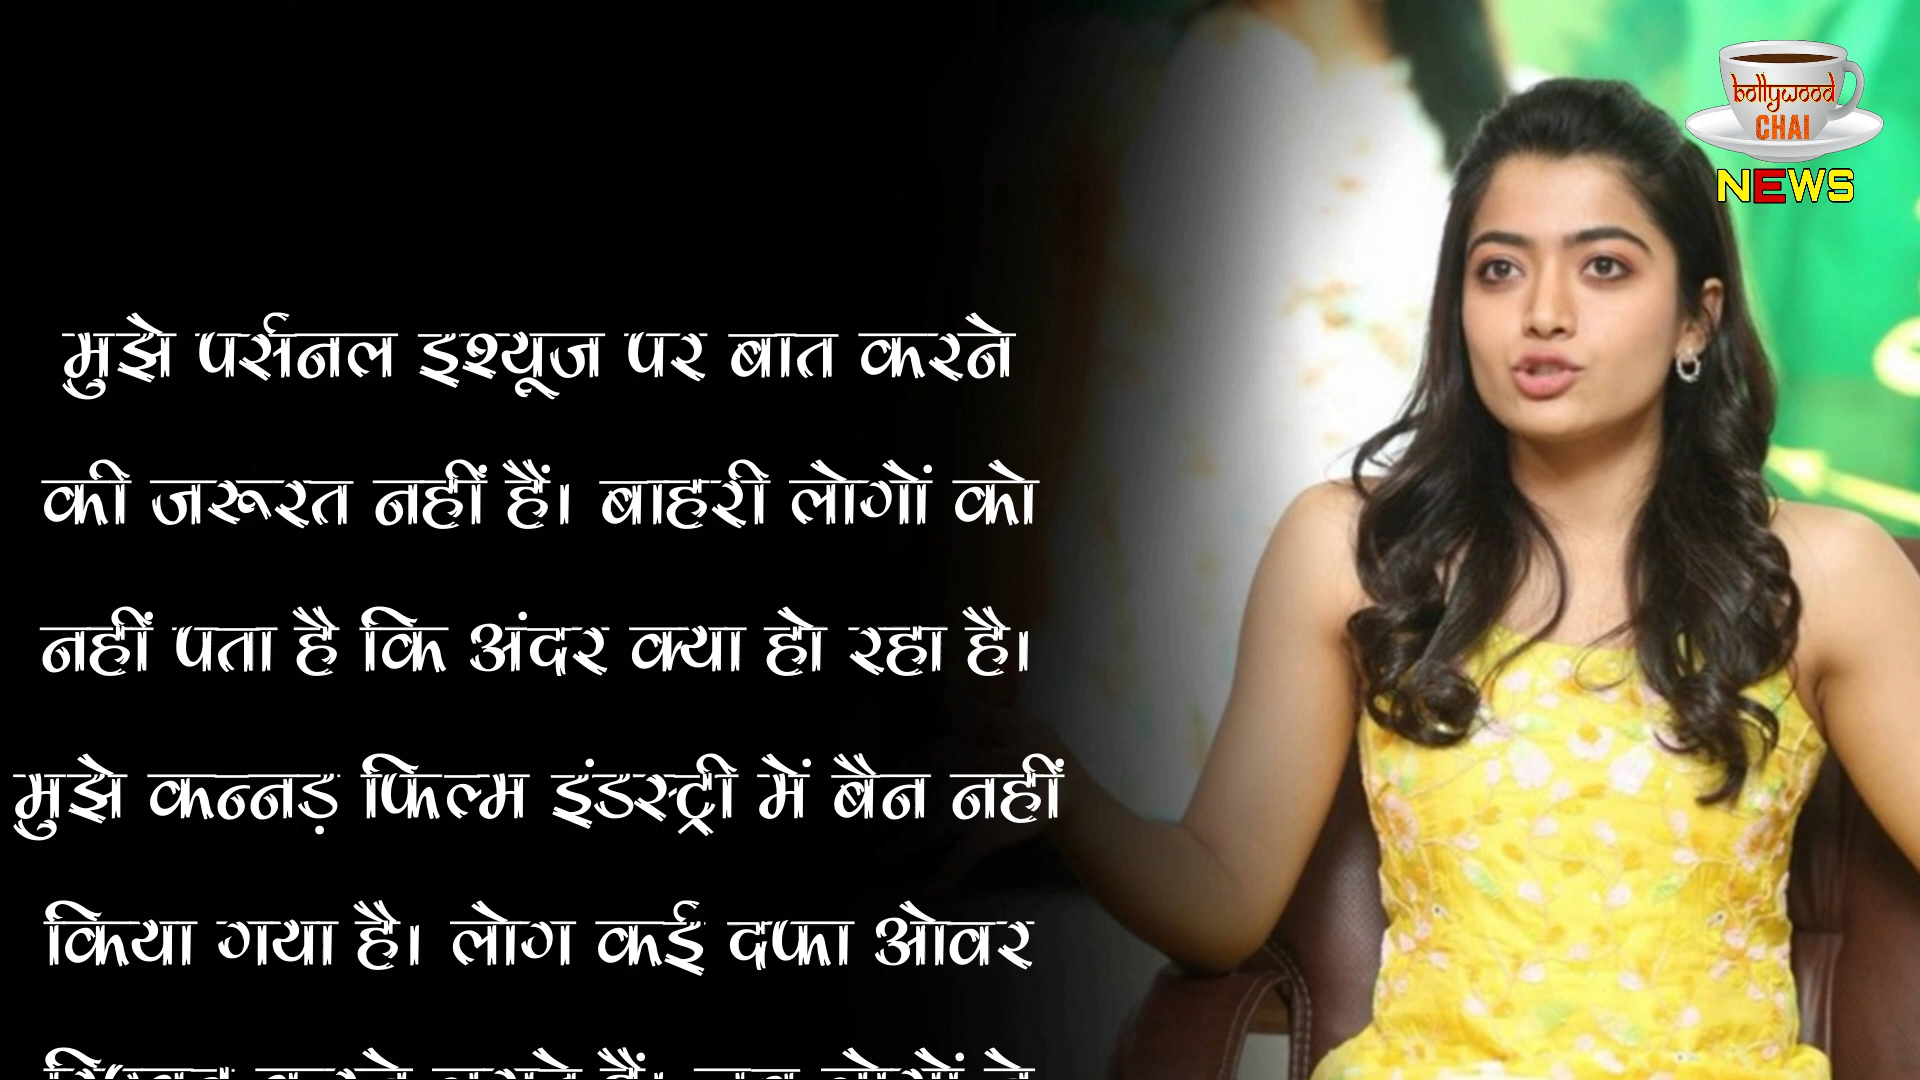 bollywood
CHAI
NEWS
मुझे पर्सनल इश्यूज पर बात करने
की जरूरत नहीं हैं। बाहरी लोगों को
नहीं पता है कि अंदर क्या हो रहा है।
मुझे कन्नड़ फिल्म इंडस्ट्री में बैन नहीं
किया गया है। लोग कई दफा ओवर